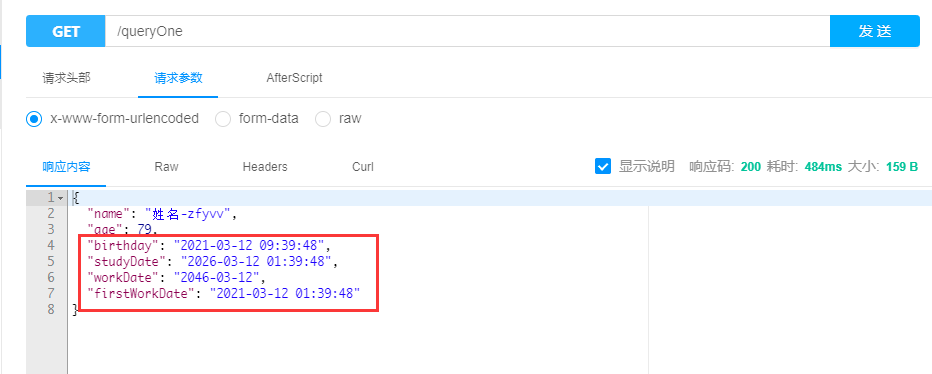 GET /queryOne 发 送
请求头部 请求参数 AfterScript
x-www-form-urlencoded form-data raw
响应内容 Raw Headers Curl 显示说明 响应码: 200 耗时: 484ms 大小: 159 B
1 {
2 "name": "姓名-zfyvv",
3 "age": 79,
4 "birthday": "2021-03-12 09:39:48",
5 "studyDate": "2026-03-12 01:39:48",
6 "workDate": "2046-03-12",
7 "firstWorkDate": "2021-03-12 01:39:48"
8 }